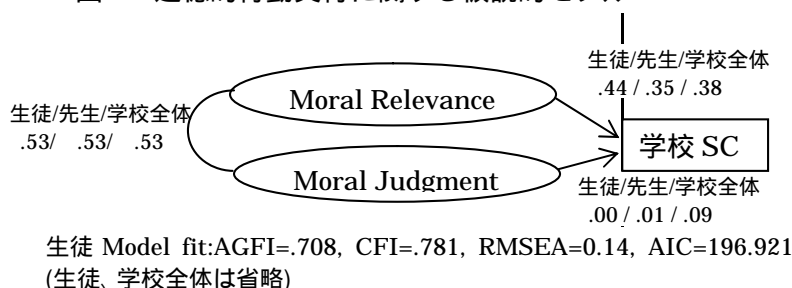 生徒/先生/学校全体
.44 / .35 / .38
Moral Relevance
生徒/先生/学校全体
.53/ .53/ .53
学校 SC
Moral Judgment
生徒/先生/学校全体
.00 / .01 / .09
生徒 Model fit:AGFI=.708, CFI=.781, RMSEA=0.14, AIC=196.921
(生徒、学校全体は省略)